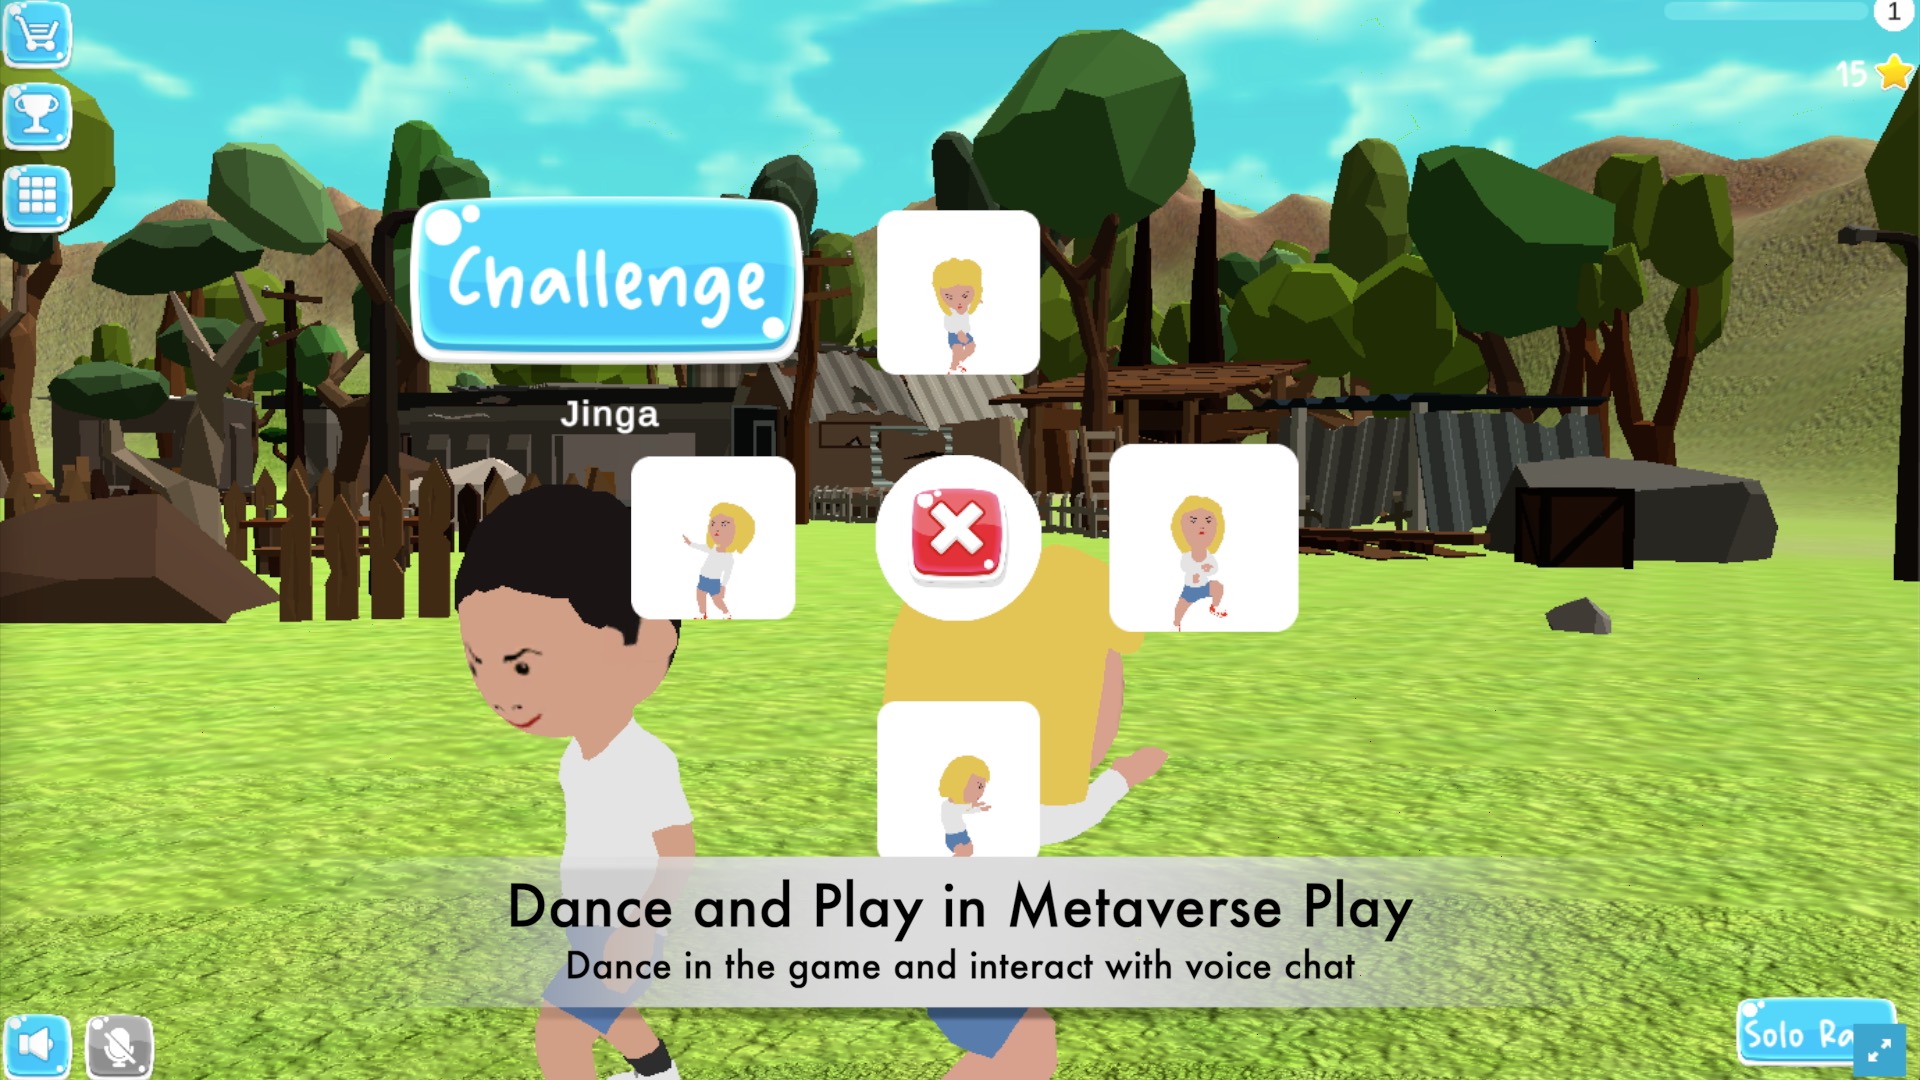 1
15
Challenge
Jinga
Dance and Play in Metaverse Play
Dance in the game and interact with voice chat
Solo Ra